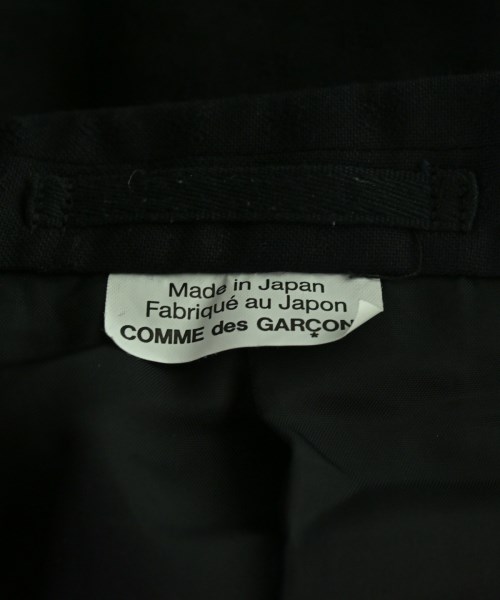 Made in Japan
Fabriqué au Japon
COMME des GARÇON